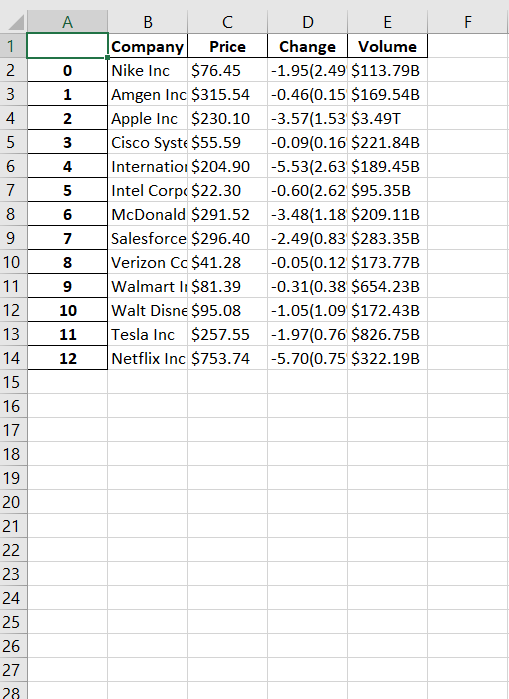 A B C D E F
1 Company Price Change Volume
2 0 Nike Inc $76.45 -1.95(2.49 $113.79B
3 1 Amgen Inc $315.54 -0.46(0.15 $169.54B
4 2 Apple Inc $230.10 -3.57(1.53 $3.49T
5 3 Cisco Syste $55.59 -0.09(0.16 $221.84B
6 4 Internation $204.90 -5.53(2.63 $189.45B
7 5 Intel Corpo $22.30 -0.60(2.62 $95.35B
8 6 McDonald $291.52 -3.48(1.18 $209.11B
9 7 Salesforce $296.40 -2.49(0.83 $283.35B
10 8 Verizon Co $41.28 -0.05(0.12 $173.77B
11 9 Walmart In $81.39 -0.31(0.38 $654.23B
12 10 Walt Disne $95.08 -1.05(1.09 $172.43B
13 11 Tesla Inc $257.55 -1.97(0.76 $826.75B
14 12 Netflix Inc $753.74 -5.70(0.75 $322.19B
15
16
17
18
19
20
21
22
23
24
25
26
27
28